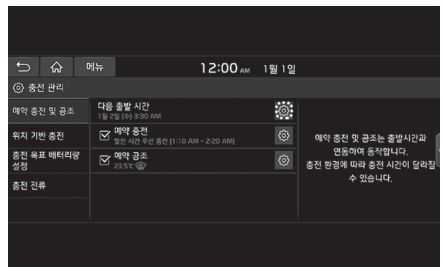 메뉴
12:00 AM 1월 1일
충전 관리
예약 충전 및 공조
위치 기반 충전
충전 목표 배터리량
설정
충전 전류
다음 출발 시간
1월 2일 (수) 3:30 AM
예약 충전
할인 시간 우선 충전 [1:10 AM - 2:20 AM]
예약 공조
23.5℃
예약 충전 및 공조는 출발시간과
연동하여 동작합니다.
충전 환경에 따라 충전 시간이 달라질
수 있습니다.